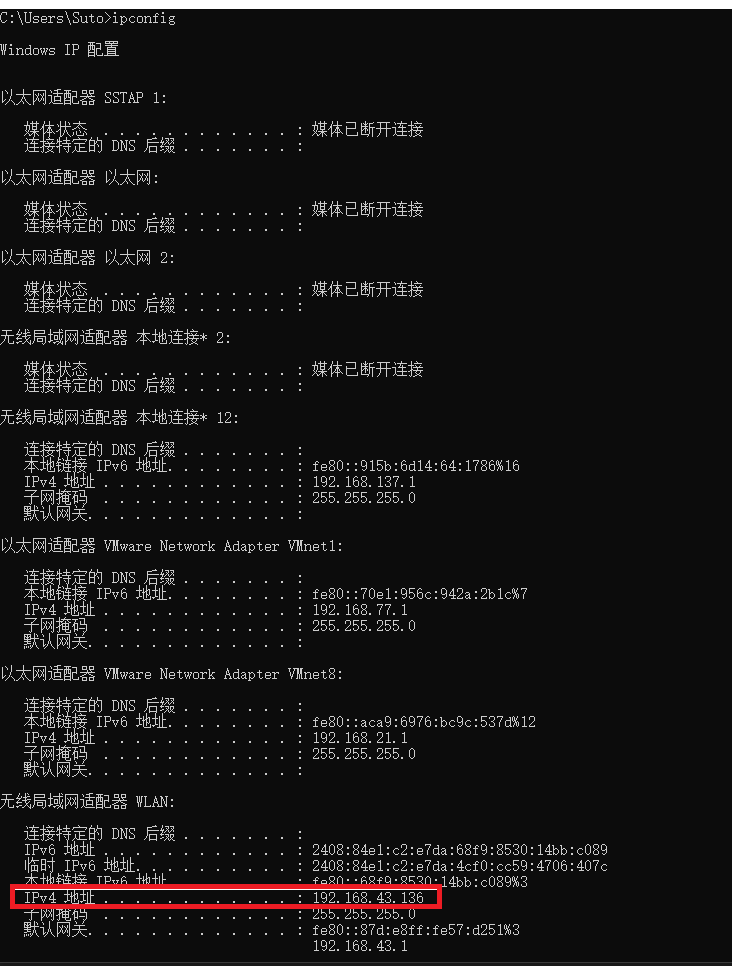 C:\Users\Suto>ipconfig
Windows IP 配置
以太网适配器 SSTAP 1:
媒体状态 . . . . . . . . . . . . : 媒体已断开连接
连接特定的 DNS 后缀 . . . . . . . :
以太网适配器 以太网:
媒体状态 . . . . . . . . . . . . : 媒体已断开连接
连接特定的 DNS 后缀 . . . . . . . :
以太网适配器 以太网 2:
媒体状态 . . . . . . . . . . . . : 媒体已断开连接
连接特定的 DNS 后缀 . . . . . . . :
无线局域网适配器 本地连接* 2:
媒体状态 . . . . . . . . . . . . : 媒体已断开连接
连接特定的 DNS 后缀 . . . . . . . :
无线局域网适配器 本地连接* 12:
连接特定的 DNS 后缀 . . . . . . . :
本地链接 IPv6 地址. . . . . . . . : fe80::915b:6d14:64:1786%16
IPv4 地址 . . . . . . . . . . . . : 192.168.137.1
子网掩码 . . . . . . . . . . . . : 255.255.255.0
默认网关. . . . . . . . . . . . . :
以太网适配器 VMware Network Adapter VMnet1:
连接特定的 DNS 后缀 . . . . . . . :
本地链接 IPv6 地址. . . . . . . . : fe80::70e1:956c:942a:2b1c%7
IPv4 地址 . . . . . . . . . . . . : 192.168.77.1
子网掩码 . . . . . . . . . . . . : 255.255.255.0
默认网关. . . . . . . . . . . . . :
以太网适配器 VMware Network Adapter VMnet8:
连接特定的 DNS 后缀 . . . . . . . :
本地链接 IPv6 地址. . . . . . . . : fe80::aca9:6976:bc9c:537d%12
IPv4 地址 . . . . . . . . . . . . : 192.168.21.1
子网掩码 . . . . . . . . . . . . : 255.255.255.0
默认网关. . . . . . . . . . . . . :
无线局域网适配器 WLAN:
连接特定的 DNS 后缀 . . . . . . . :
IPv6 地址 . . . . . . . . . . . . : 2408:84e1:c2:e7da:68f9:8530:14bb:c089
临时 IPv6 地址. . . . . . . . . . : 2408:84e1:c2:e7da:4cf0:cc59:4706:407c
本地链接 IPv6 地址. . . . . . . . : fe80::68f9:8530:14bb:c089%3
IPv4 地址 . . . . . . . . . . . . : 192.168.43.136
子网掩码 . . . . . . . . . . . . : 255.255.255.0
默认网关. . . . . . . . . . . . . : fe80::87d:e8ff:fe57:d251%3
192.168.43.1